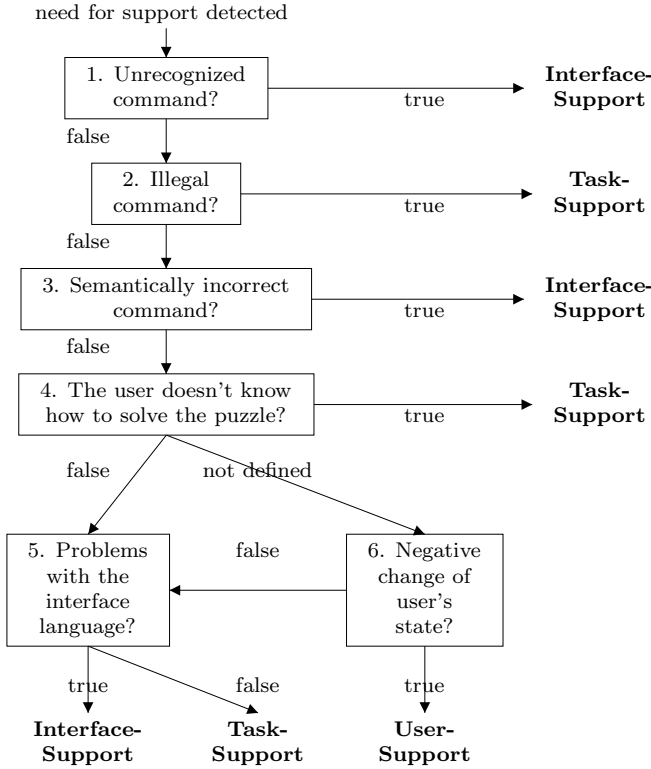 need for support detected
1. Unrecognized
command?
true
Interface-
Support
false
2. Illegal
command?
true
Task-
Support
false
3. Semantically incorrect
command?
true
Interface-
Support
false
4. The user doesn't know
how to solve the puzzle?
true
Task-
Support
false
not defined
5. Problems
with the
interface
language?
false
6. Negative
change of
user's
state?
true
false
true
Interface-
Support
Task-
Support
User-
Support